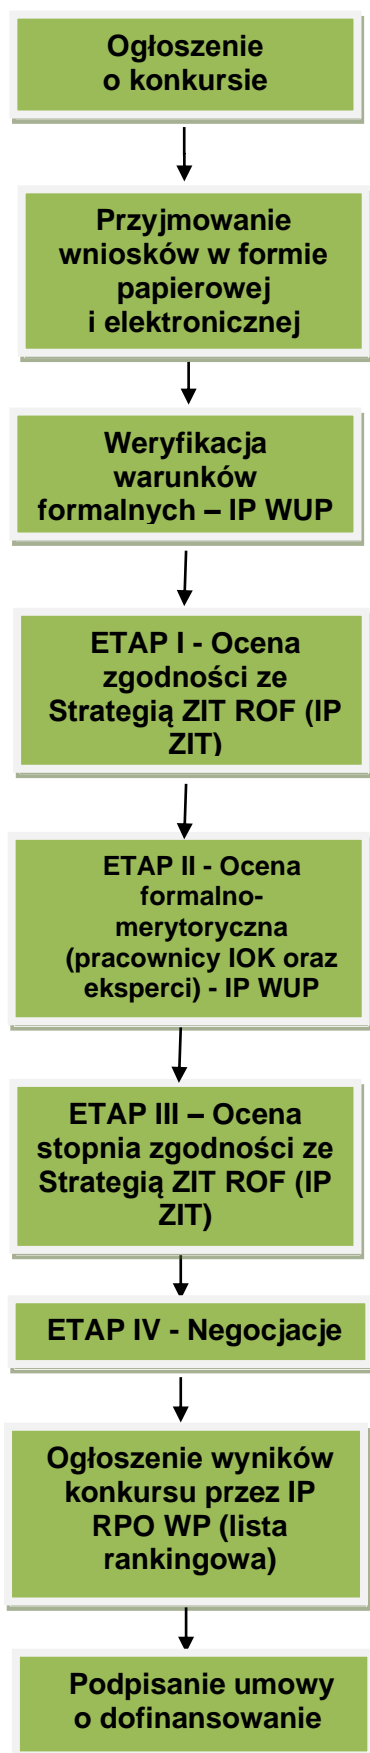 Ogłoszenie
o konkursie
Przyjmowanie
wniosków w formie
papierowej
i elektronicznej
Weryfikacja
warunków
formalnych – IP WUP
ETAP I - Ocena
zgodności ze
Strategią ZIT ROF (IP
ZIT)
ETAP II - Ocena
formalno-
merytoryczna
(pracownicy IOK oraz
eksperci) - IP WUP
ETAP III – Ocena
stopnia zgodności ze
Strategią ZIT ROF (IP
ZIT)
ETAP IV - Negocjacje
Ogłoszenie wyników
konkursu przez IP
RPO WP (lista
rankingowa)
Podpisanie umowy
o dofinansowanie